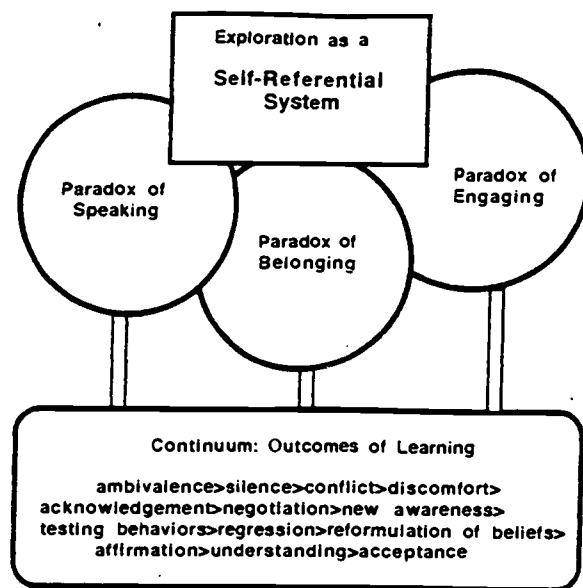 Exploration as a
Self-Referential
System
Paradox of
Speaking
Paradox of
Belonging
Paradox of
Engaging
Continuum: Outcomes of Learning
ambivalence>silence>conflict>discomfort>
acknowledgement>negotiation>new awareness>
testing behaviors>regression>reformulation of beliefs>
affirmation>understanding>acceptance